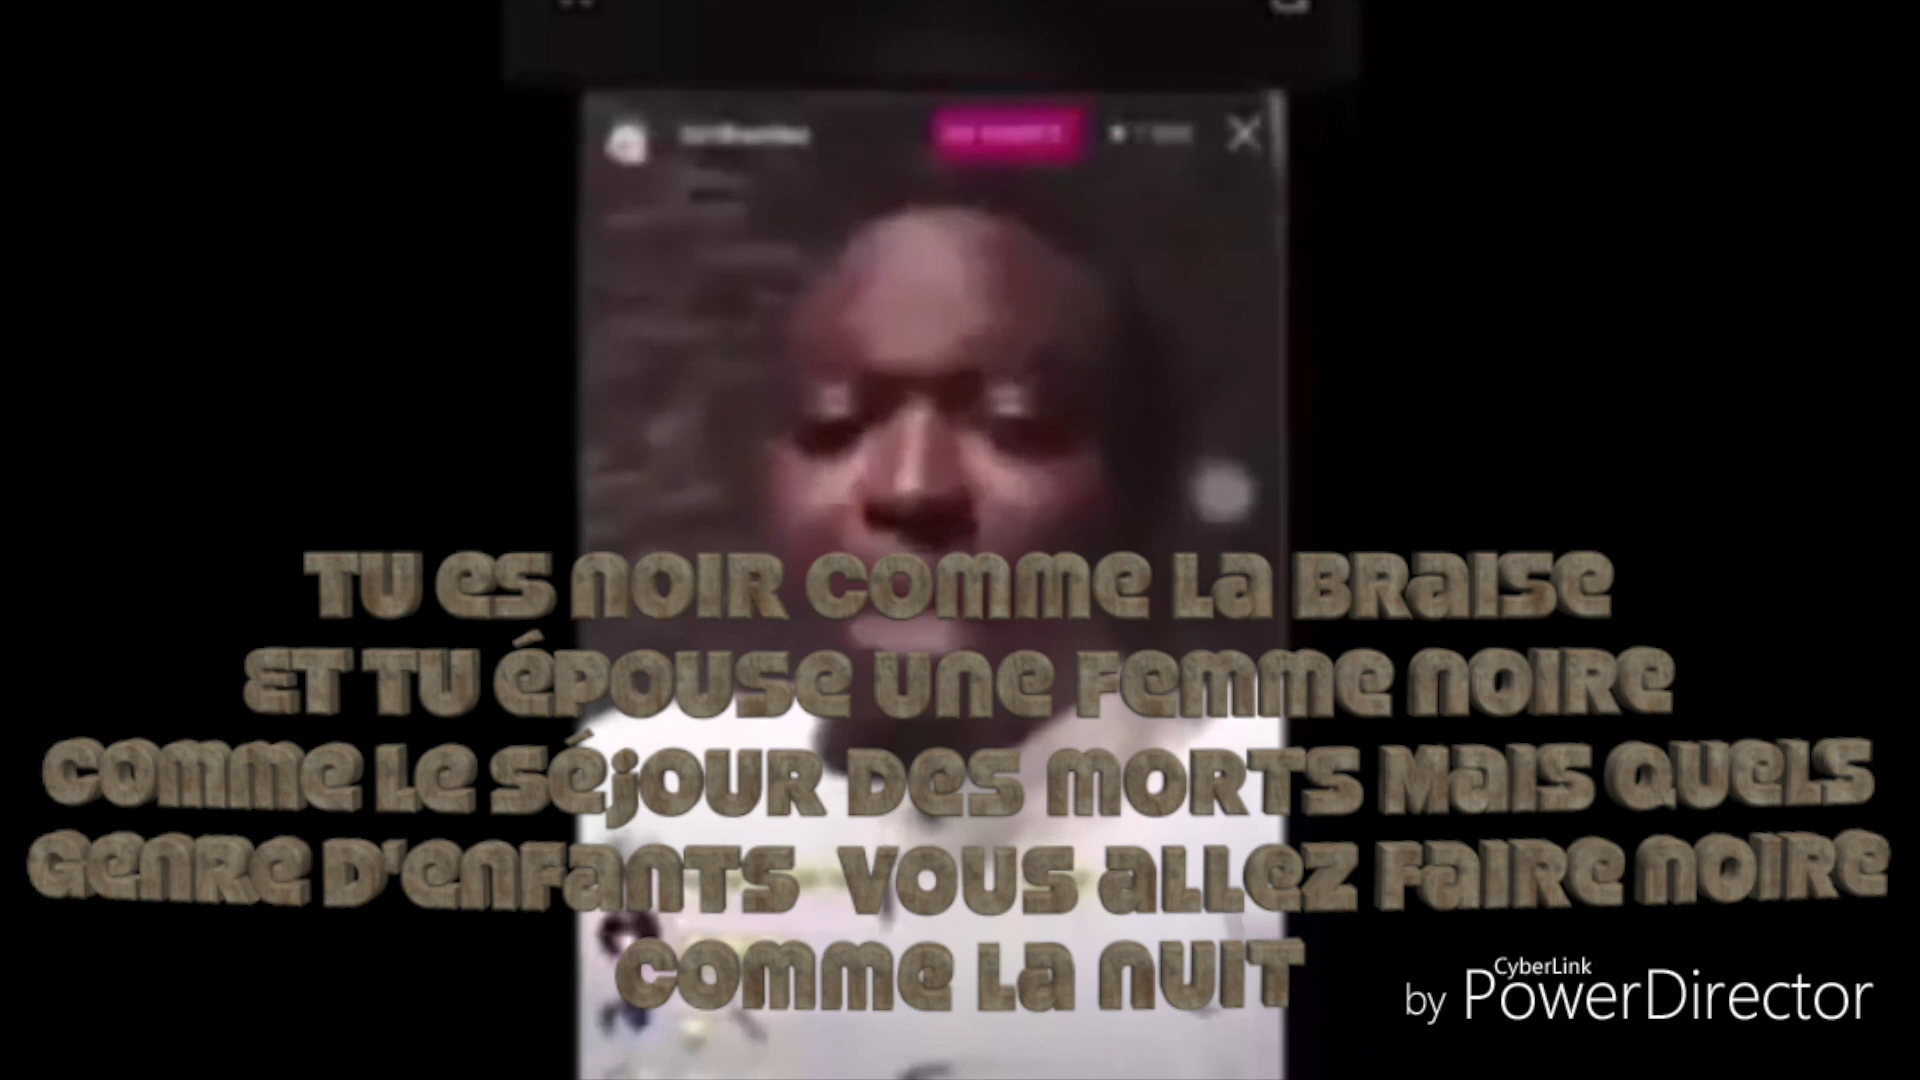 TU es NOIR comme La BRaise
ET TU épouse une Femme NOIRe
comme Le séjOUR Des MORTS Mais Quels
GenRe D'enfants Vous aLLez Faire NOIRe
comme La NUIT
CyberLink
by PowerDirector